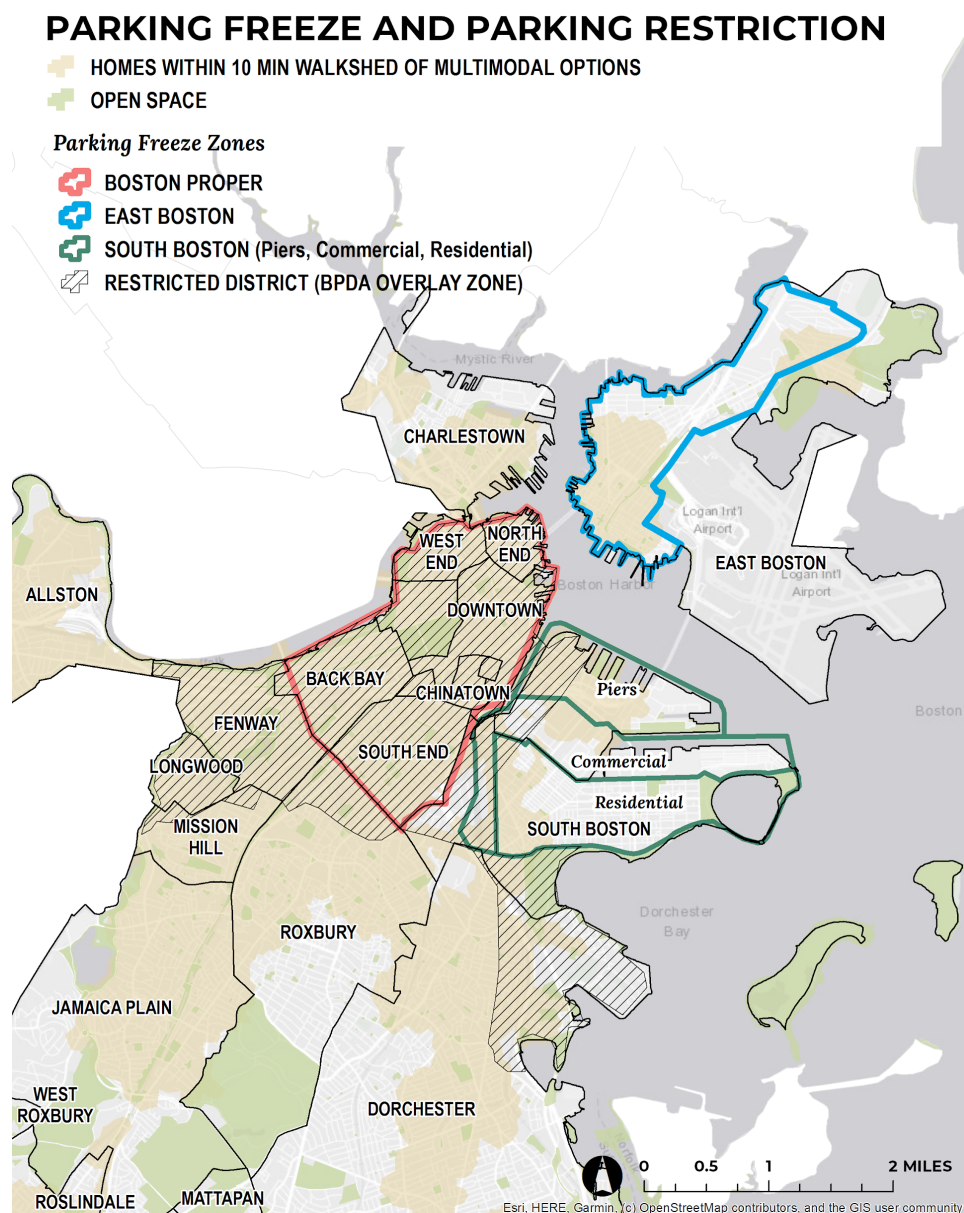 PARKING FREEZE AND PARKING RESTRICTION
HOMES WITHIN 10 MIN WALKSHED OF MULTIMODAL OPTIONS
OPEN SPACE
Parking Freeze Zones
BOSTON PROPER
EAST BOSTON
SOUTH BOSTON (Piers, Commercial, Residential)
RESTRICTED DISTRICT (BPDA OVERLAY ZONE)
Mystic River
CHARLESTOWN
Logan Int'l
Airport
WEST
END
NORTH
END
EAST BOSTON
Logan Int'l
Airport
Boston Harbor
ALLSTON
DOWNTOWN
BACK BAY
CHINATOWN
Piers
Boston
FENWAY
SOUTH END
Commercial
LONGWOOD
Residential
SOUTH BOSTON
MISSION
HILL
Dorchester
Bay
ROXBURY
JAMAICA PLAIN
WEST
ROXBURY
DORCHESTER
ROSLINDALE
MATTAPAN
0 0.5 1 2 MILES
Esri, HERE, Garmin, (c) OpenStreetMap contributors, and the GIS user community